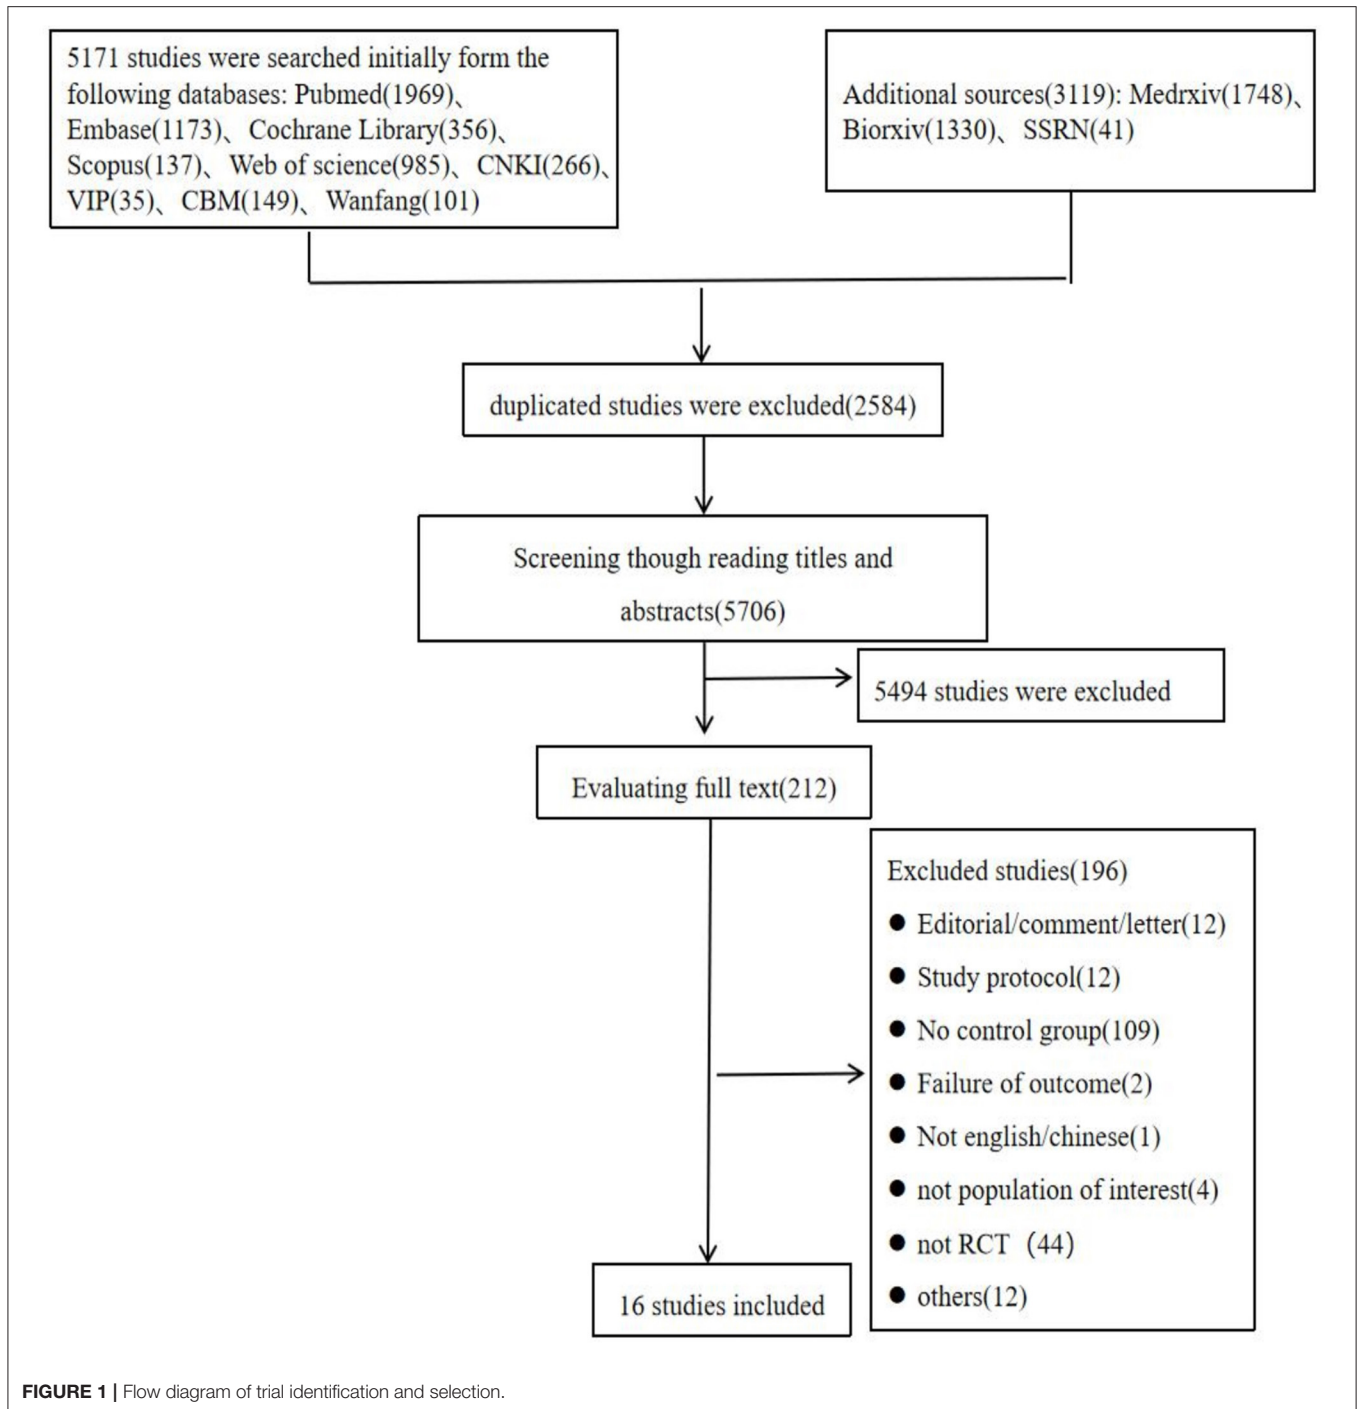 5171 studies were searched initially form the
following databases: Pubmed(1969)、
Embase(1173)、Cochrane Library(356)、
Scopus(137)、Web of science(985)、CNKI(266)、
VIP(35)、CBM(149)、Wanfang(101)
Additional sources(3119): Medrxiv(1748)、
Biorxiv(1330)、SSRN(41)
duplicated studies were excluded(2584)
Screening though reading titles and
abstracts(5706)
5494 studies were excluded
Evaluating full text(212)
Excluded studies(196)
● Editorial/comment/letter(12)
● Study protocol(12)
● No control group(109)
● Failure of outcome(2)
● Not english/chinese(1)
● not population of interest(4)
● not RCT（44）
● others(12)
16 studies included
FIGURE 1 | Flow diagram of trial identification and selection.